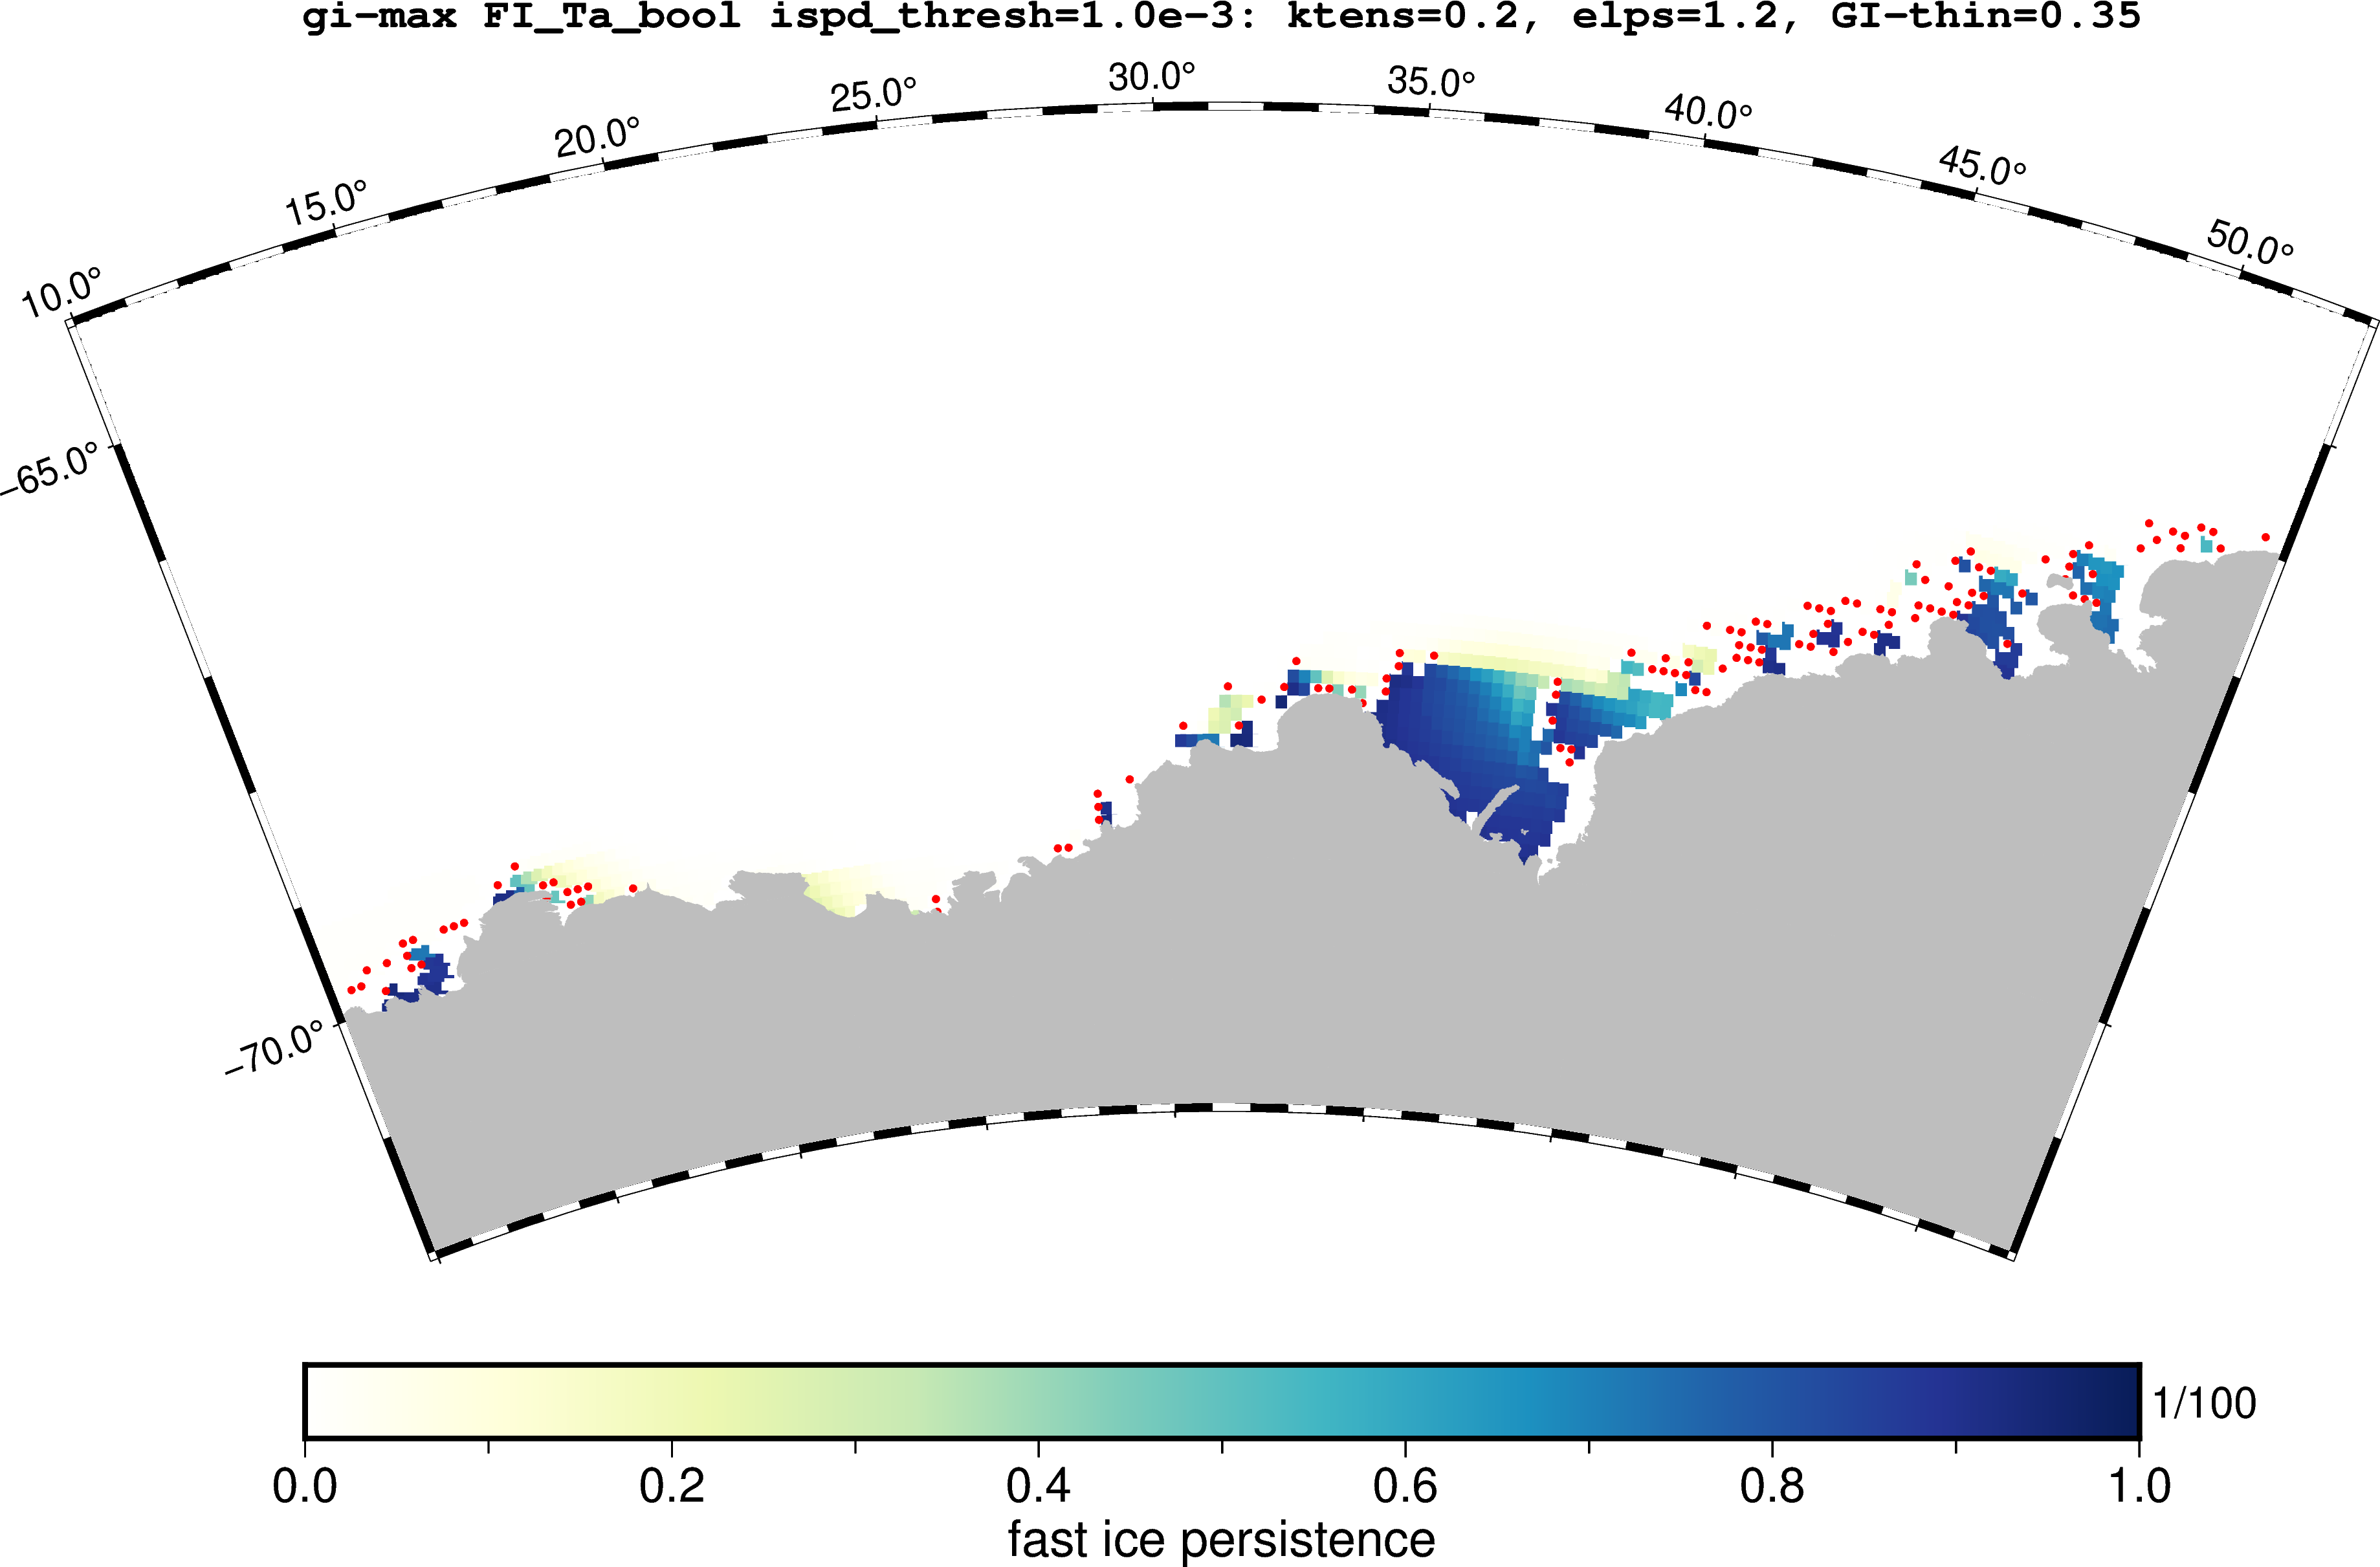 gi-max FI_Ta_bool ispd_thresh=1.0e-3: ktens=0.2, elps=1.2, GI-thin=0.35
10.0° 15.0° 20.0° 25.0° 30.0° 35.0° 40.0° 45.0° 50.0°
-65.0°
-70.0°
1/100
0.0 0.2 0.4 0.6 0.8 1.0
fast ice persistence